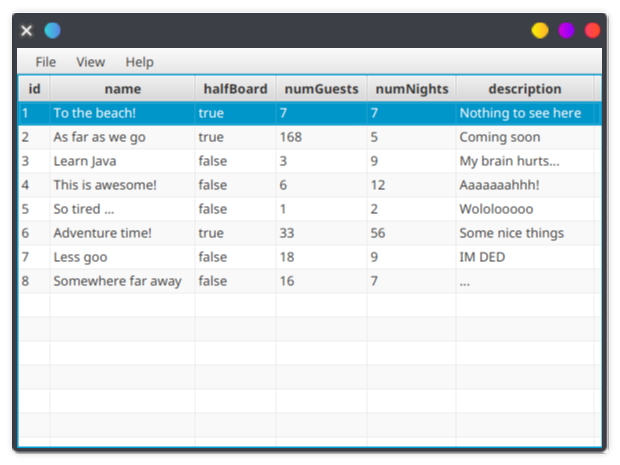 File View Help
id name halfBoard numGuests numNights description
1 To the beach! true 7 7 Nothing to see here
2 As far as we go true 168 5 Coming soon
3 Learn Java false 3 9 My brain hurts...
4 This is awesome! false 6 12 Aaaaaaahhh!
5 So tired ... false 1 2 Wololooooo
6 Adventure time! true 33 56 Some nice things
7 Less goo false 18 9 IM DED
8 Somewhere far away false 16 7 ...